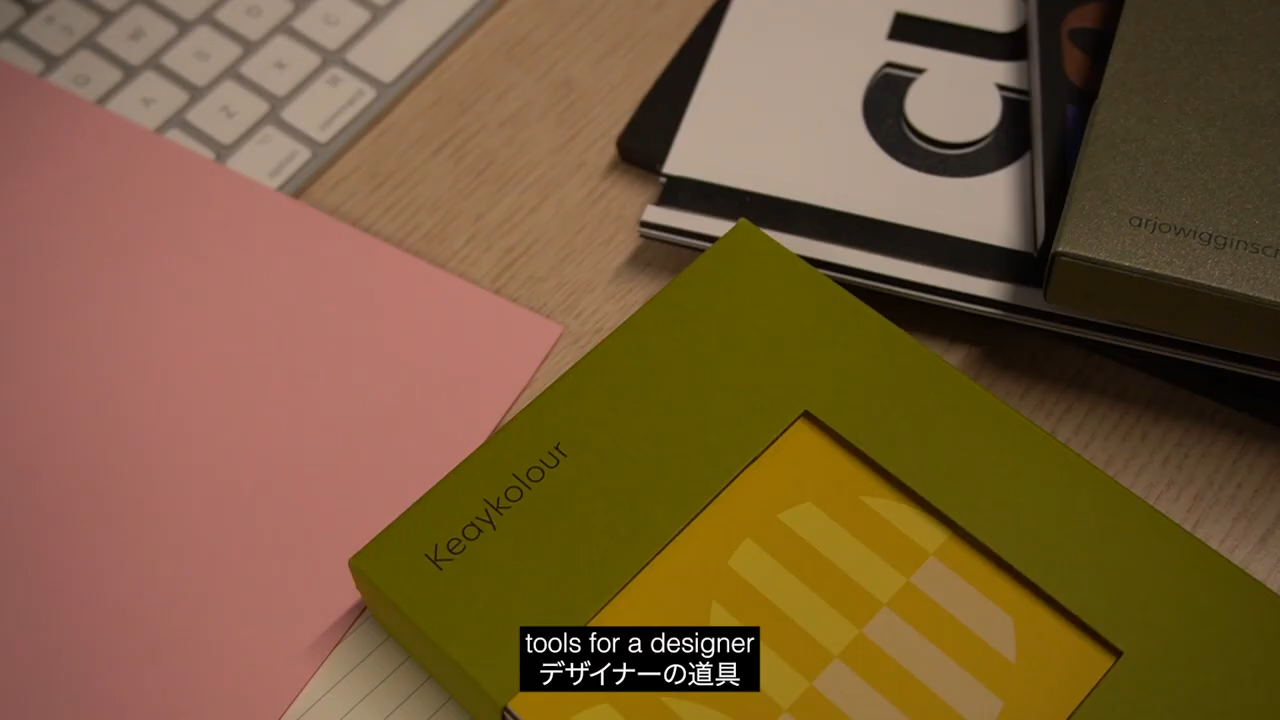 CL
arjowigginscr
Keaykolour
tools for a designer
デザイナーの道具